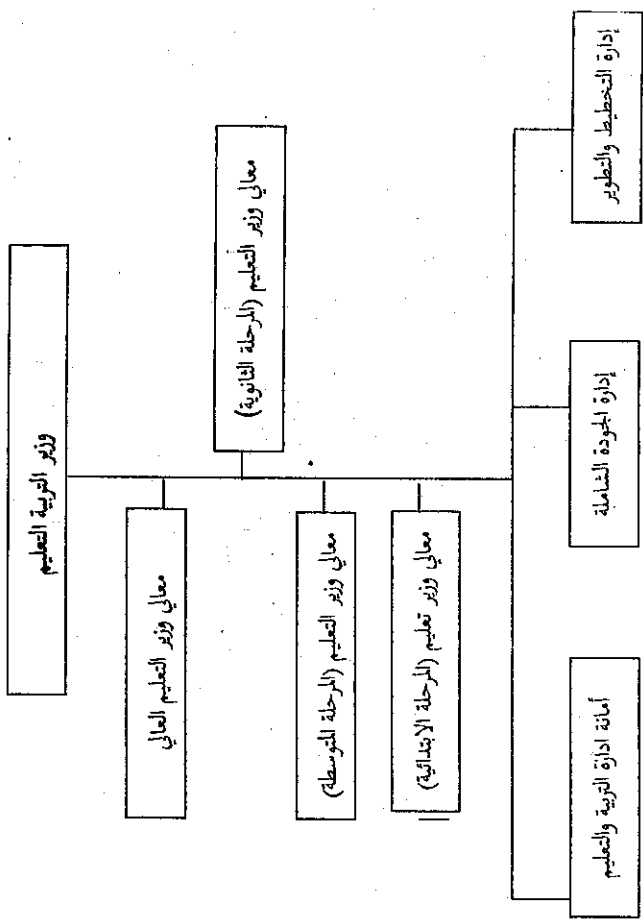 وزير التربية التعليم
معالي وزير التعليم (المرحلة الثانوية)
معالي وزير التعليم العالي
معالي وزير التعليم (المرحلة المتوسطة)
معالي وزير تعليم (المرحلة الابتدائية)
إدارة التخطيط والتطوير
إدارة الجودة الشاملة
أمانة ادارة التربية والتعليم